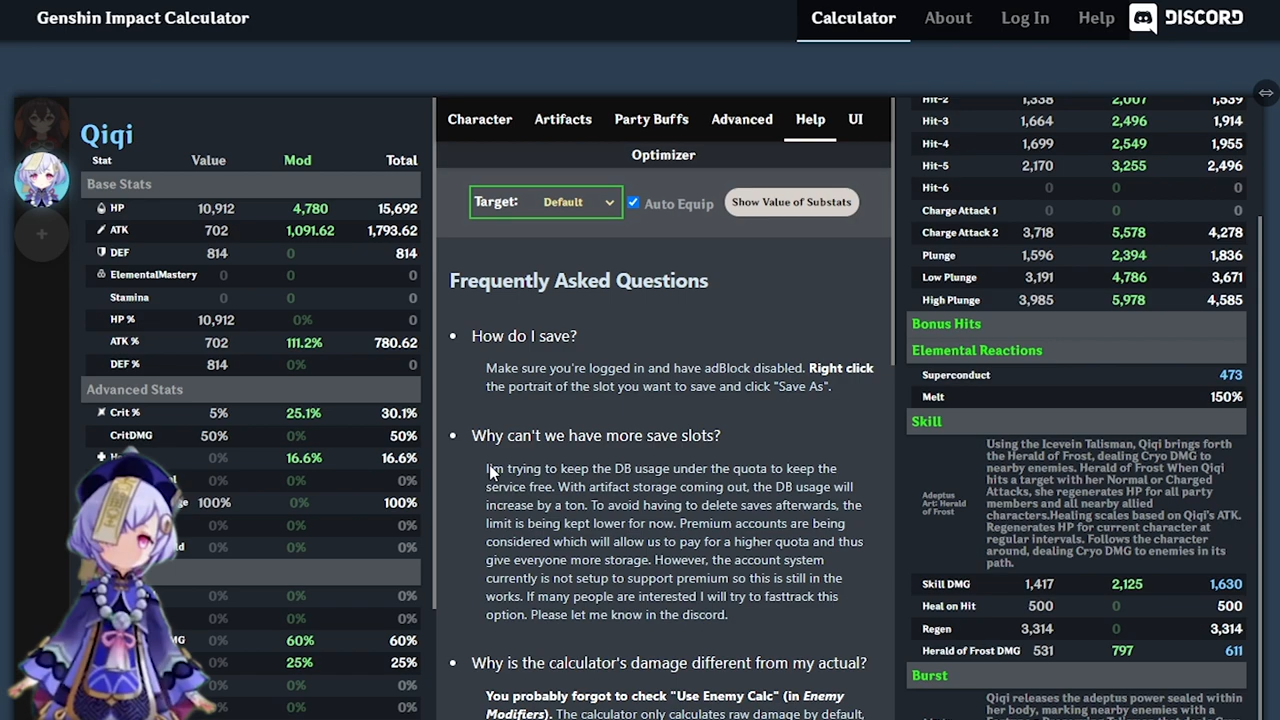 Genshin Impact Calculator
Calculator About Log In Help DISCORD
Qiqi
Stat Value Mod Total
Base Stats
HP 10,912 4,780 15,692
ATK 702 1,091.62 1,793.62
DEF 814 0 814
ElementalMastery 0 0 0
Stamina 0 0 0
HP % 10,912 0% 0
ATK % 702 111.2% 780.62
DEF % 814 0% 0
Advanced Stats
Crit % 5% 25.1% 30.1%
CritDMG 50% 0% 50%
0% 16.6% 16.6%
0% 0% 0%
100% 0% 100%
0% 0% 0%
0% 0% 0%
0% 0% 0%
0% 0% 0%
0% 60% 60%
0% 25% 25%
0% 0% 0%
0% 0% 0%
Character Artifacts Party Buffs Advanced Help UI
Optimizer
Target: Default Auto Equip Show Value of Substats
Frequently Asked Questions
• How do I save?
Make sure you're logged in and have adBlock disabled. Right click
the portrait of the slot you want to save and click "Save As".
• Why can't we have more save slots?
I'm trying to keep the DB usage under the quota to keep the
service free. With artifact storage coming out, the DB usage will
increase by a ton. To avoid having to delete saves afterwards, the
limit is being kept lower for now. Premium accounts are being
considered which will allow us to pay for a higher quota and thus
give everyone more storage. However, the account system
currently is not setup to support premium so this is still in the
works. If many people are interested I will try to fasttrack this
option. Please let me know in the discord.
• Why is the calculator's damage different from my actual?
You probably forgot to check "Use Enemy Calc" (in Enemy
Modifiers). The calculator only calculates raw damage by default,
Hit-2 1,338 2,007 1,539
Hit-3 1,664 2,496 1,914
Hit-4 1,699 2,549 1,955
Hit-5 2,170 3,255 2,496
Hit-6 0 0 0
Charge Attack 1 0 0 0
Charge Attack 2 3,718 5,578 4,278
Plunge 1,596 2,394 1,836
Low Plunge 3,191 4,786 3,671
High Plunge 3,985 5,978 4,585
Bonus Hits
Elemental Reactions
Superconduct 473
Melt 150%
Skill
Adeptus
Art: Herald
of Frost
Using the Icevein Talisman, Qiqi brings forth
the Herald of Frost, dealing Cryo DMG to
nearby enemies. Herald of Frost When Qiqi
hits a target with her Normal or Charged
Attacks, she regenerates HP for all party
members and all nearby allied
characters.Healing scales based on Qiqi's ATK.
Regenerates HP for current character at
regular intervals. Follows the character
around, dealing Cryo DMG to enemies in its
path.
Skill DMG 1,417 2,125 1,630
Heal on Hit 500 0 500
Regen 3,314 0 3,314
Herald of Frost DMG 531 797 611
Burst
Qiqi releases the adeptus power sealed within
her body, marking nearby enemies with a